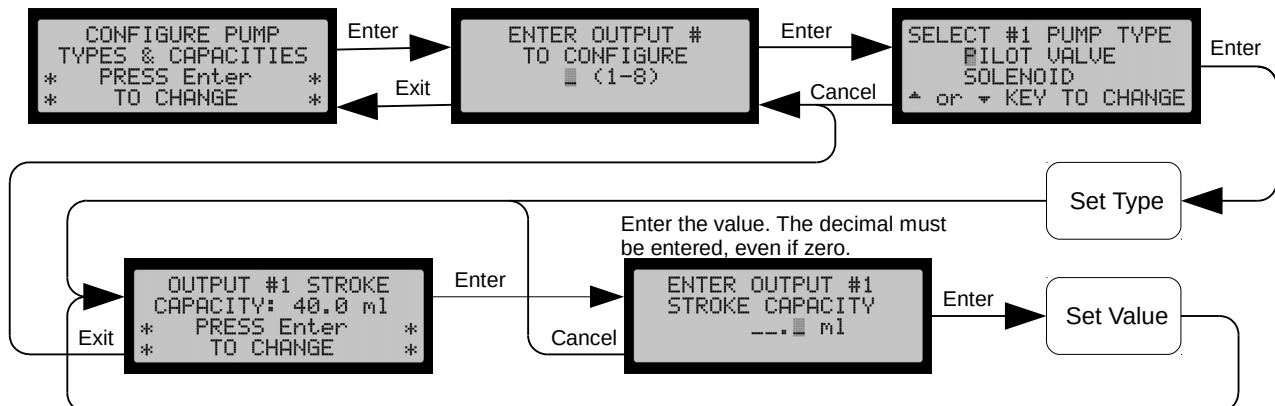 CONFIGURE PUMP
TYPES & CAPACITIES
* PRESS Enter *
* TO CHANGE *
Enter
Exit
ENTER OUTPUT #
TO CONFIGURE
_ (1-8)
Enter
Cancel
SELECT #1 PUMP TYPE
PILOT VALVE
SOLENOID
▲ or ▼ KEY TO CHANGE
Enter
Set Type
Enter the value. The decimal must
be entered, even if zero.
OUTPUT #1 STROKE
CAPACITY: 40.0 ml
* PRESS Enter *
* TO CHANGE *
Exit
Enter
Cancel
ENTER OUTPUT #1
STROKE CAPACITY
__._ ml
Enter
Set Value